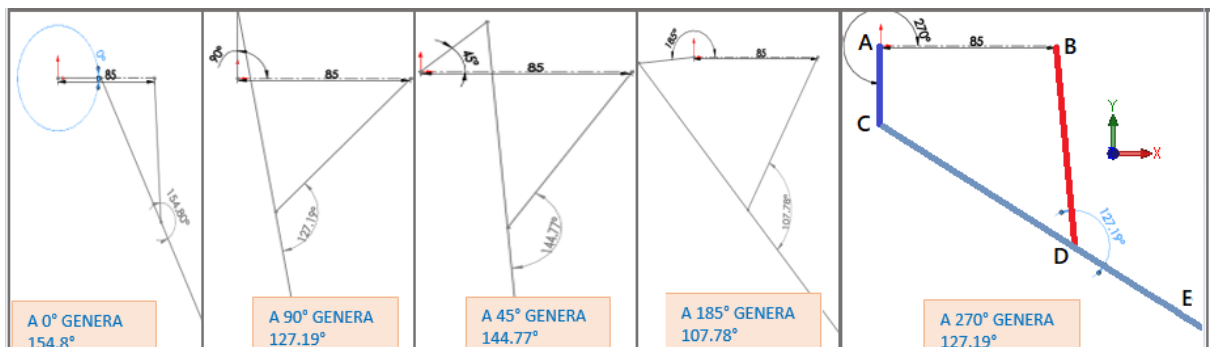 0°
85
154.80°
A 0° GENERA
154.8°
90°
85
127.19°
A 90° GENERA
127.19°
45°
85
144.77°
A 45° GENERA
144.77°
185°
85
107.78°
A 185° GENERA
107.78°
270°
A
85
B
C
Y
X
127.19°
D
E
A 270° GENERA
127.19°